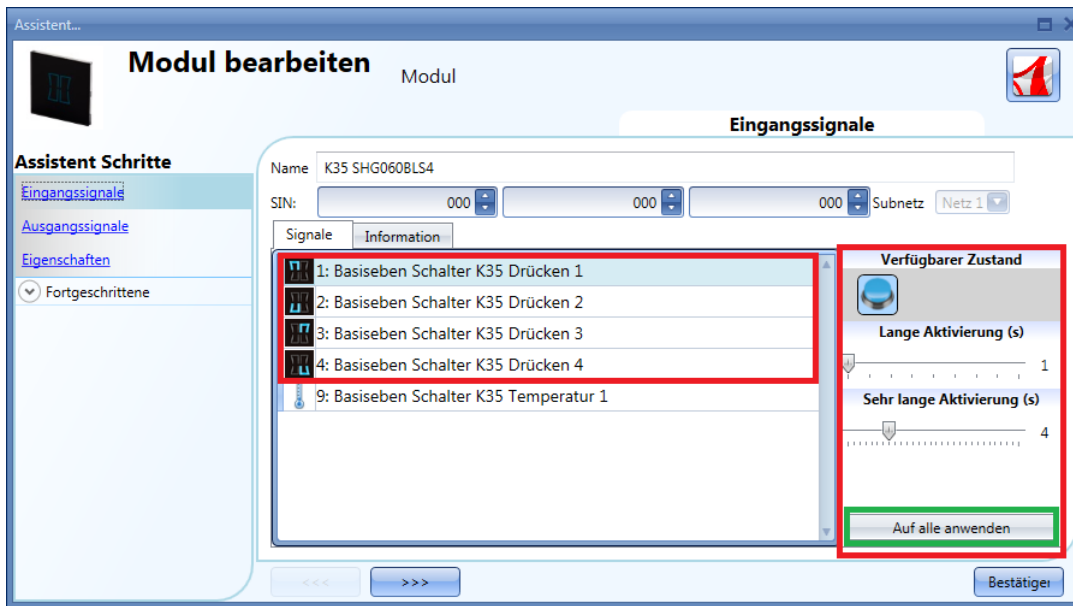 Assistent...
Modul bearbeiten
Modul
Eingangssignale
Assistent Schritte
Eingangssignale
Ausgangssignale
Eigenschaften
Fortgeschrittene
Name K35 SHG060BLS4
SIN: 000 000 000 Subnetz Netz 1
Signale Information
1: Basiseben Schalter K35 Drücken 1
2: Basiseben Schalter K35 Drücken 2
3: Basiseben Schalter K35 Drücken 3
4: Basiseben Schalter K35 Drücken 4
9: Basiseben Schalter K35 Temperatur 1
Verfügbarer Zustand
Lange Aktivierung (s)
1
Sehr lange Aktivierung (s)
4
Auf alle anwenden
<<< >>> Bestätiger